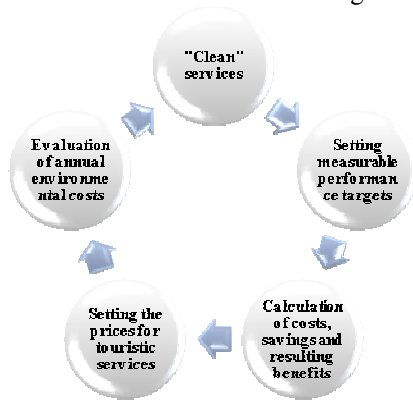 "Clean"
services
Setting
measurable
performan
ce targets
Calculation
of costs,
savings and
resulting
benefits
Setting the
prices for
touristic
services
Evaluation
of annual
environme
ntal costs